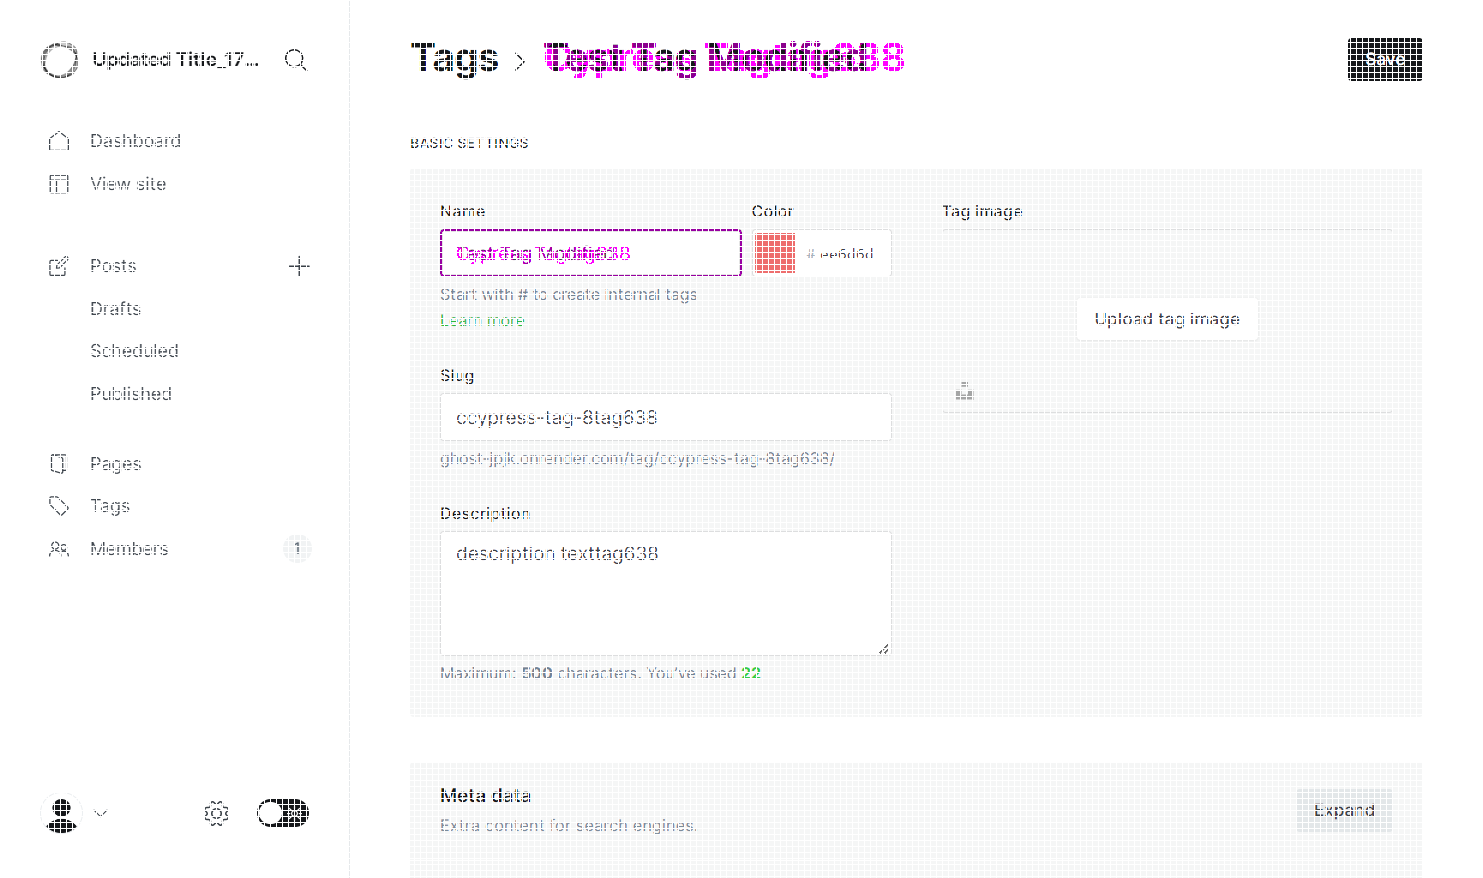 Updated Title_17...
Dashboard
View site
Posts
Drafts
Scheduled
Published
Pages
Tags
Members
1
Tags
Save
BASIC SETTINGS
Name
Color
Tag image
# ee6d6d
Start with # to create internal tags
Learn more
Upload tag image
Slug
ccypress-tag-8tag638
ghost-jpjk.onrender.com/tag/ccypress-tag-8tag638/
Description
description texttag638
Maximum: 500 characters. You've used 22
Meta data
Extra content for search engines.
Expand